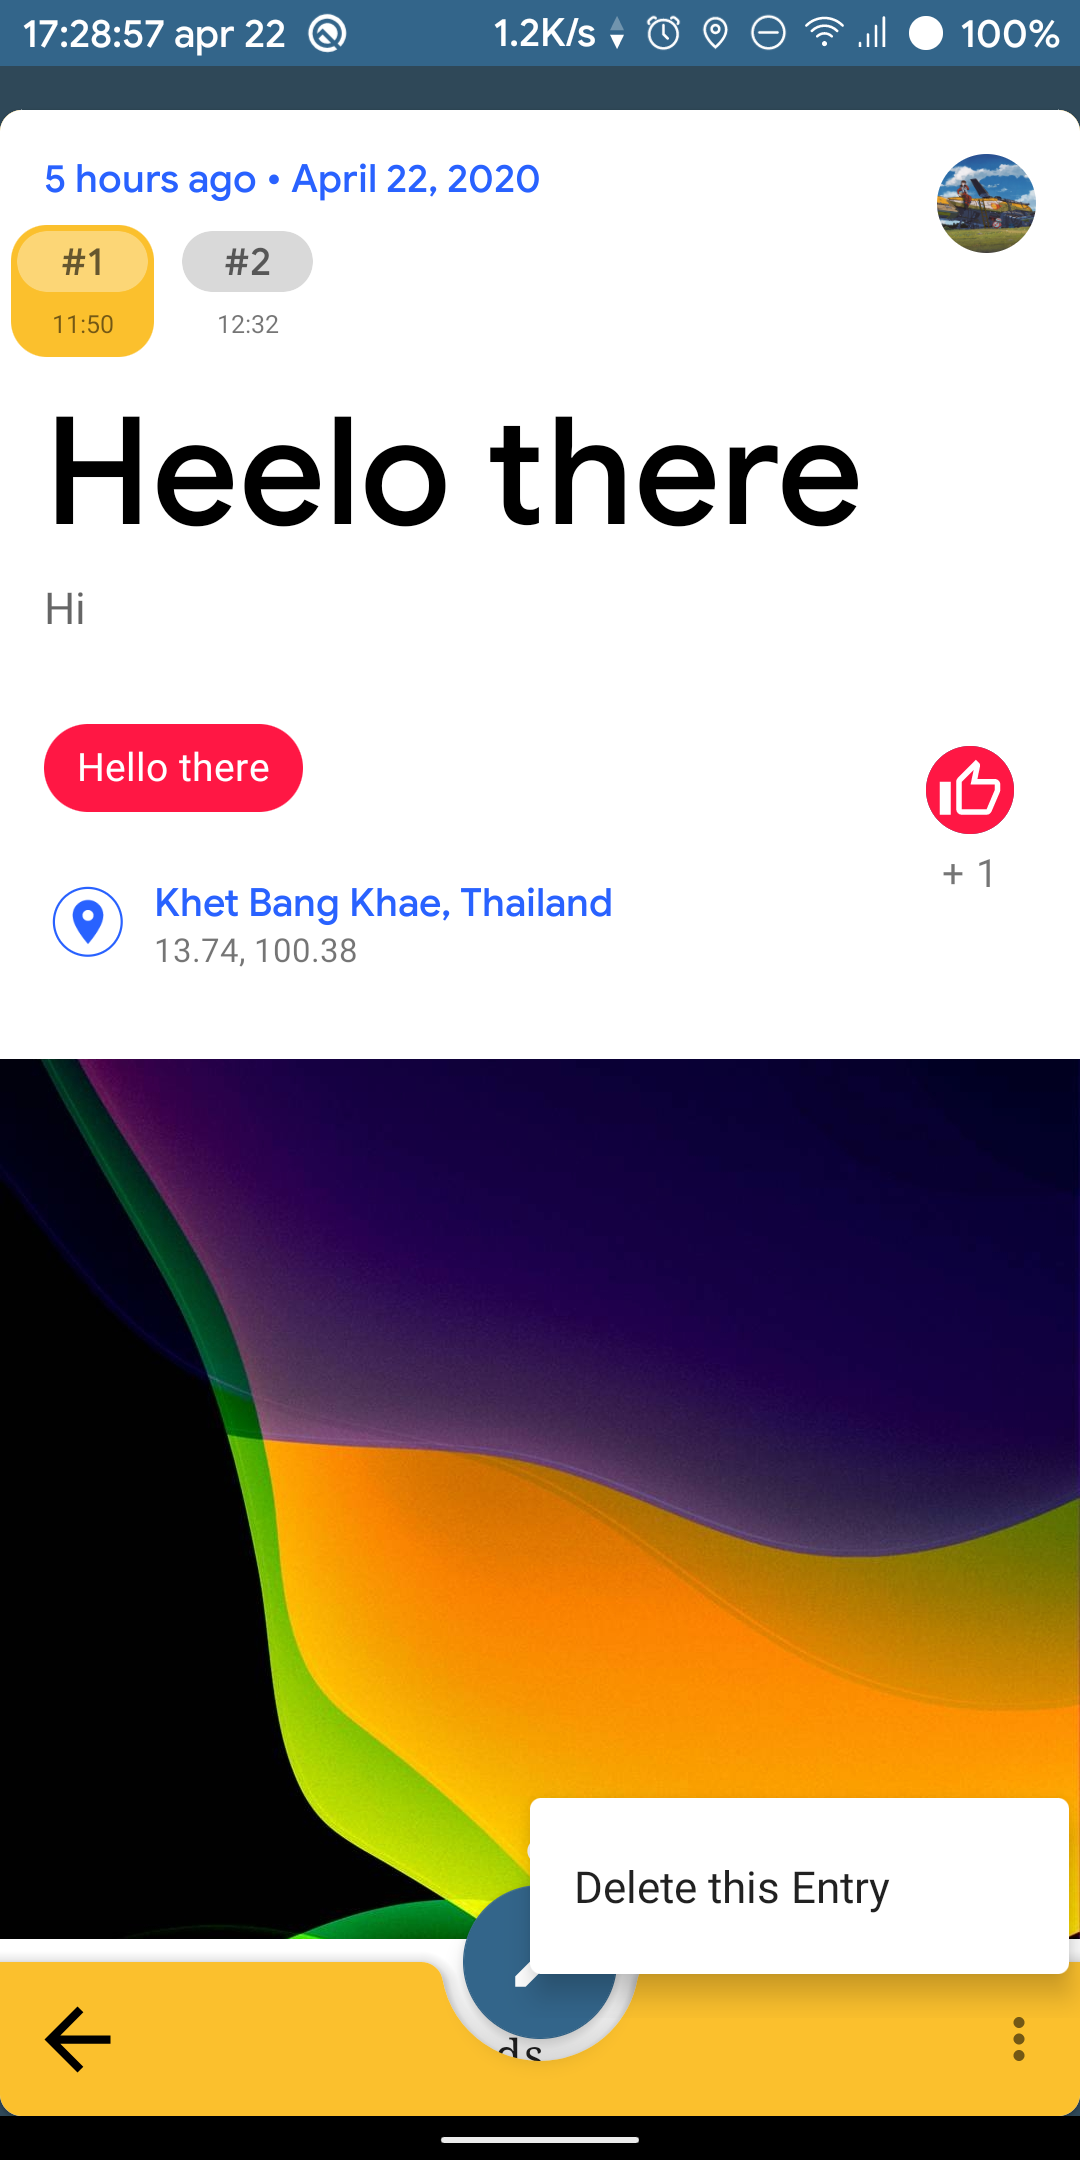 17:28:57 apr 22 1.2K/s 100%
5 hours ago • April 22, 2020
#1 #2
11:50 12:32
Heelo there
Hi
Hello there
+ 1
Khet Bang Khae, Thailand
13.74, 100.38
Delete this Entry
ds